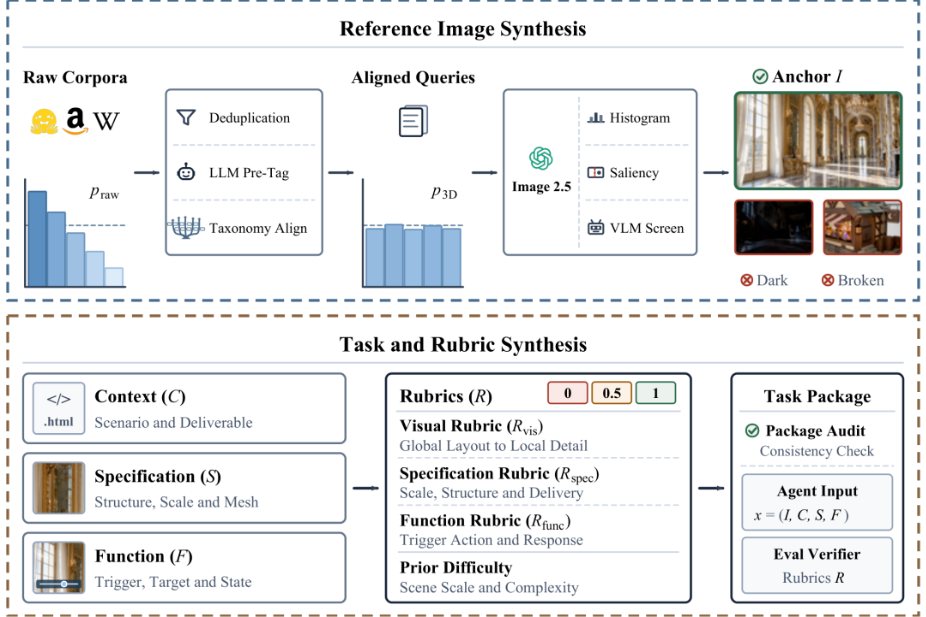 Reference Image Synthesis
Raw Corpora
a W
p_raw
Deduplication
LLM Pre-Tag
Taxonomy Align
Aligned Queries
p_3D
Image 2.5
Histogram
Saliency
VLM Screen
Anchor I
Dark
Broken
Task and Rubric Synthesis
</>
.html
Context (C)
Scenario and Deliverable
Specification (S)
Structure, Scale and Mesh
Function (F)
Trigger, Target and State
Rubrics (R)
0 0.5 1
Visual Rubric (R_vis)
Global Layout to Local Detail
Specification Rubric (R_spec)
Scale, Structure and Delivery
Function Rubric (R_func)
Trigger Action and Response
Prior Difficulty
Scene Scale and Complexity
Task Package
Package Audit
Consistency Check
Agent Input
x = (I, C, S, F )
Eval Verifier
Rubrics R